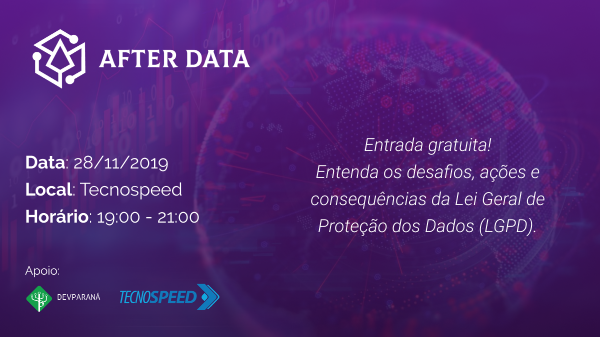 AFTER DATA
Data: 28/11/2019
Local: Tecnospeed
Horário: 19:00 - 21:00
Entrada gratuita!
Entenda os desafios, ações e
consequências da Lei Geral de
Proteção dos Dados (LGPD).
Apoio:
DEVPARANÁ
TECNOSPEED